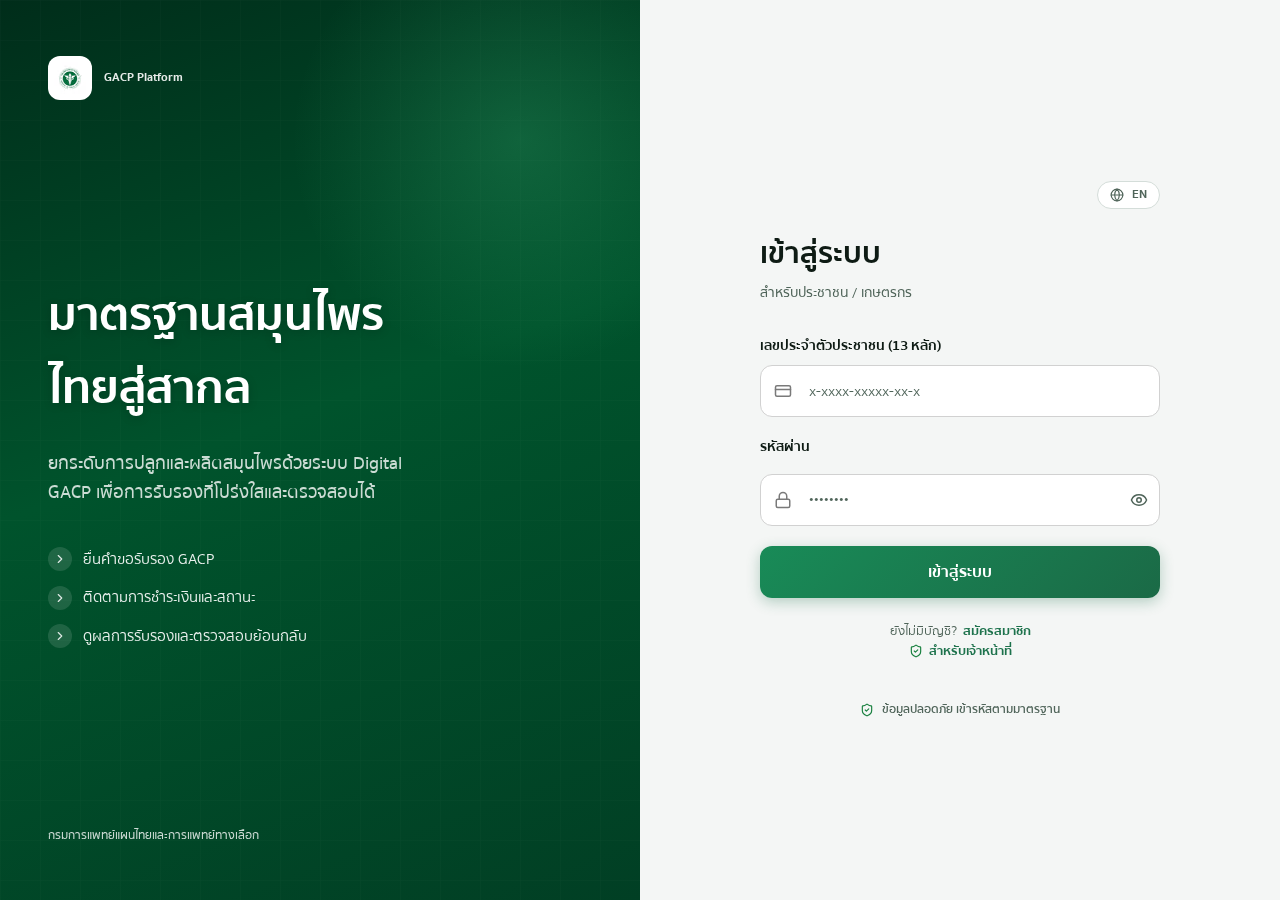 GACP Platform
มาตรฐานสมุนไพร
ไทยสู่สากล
ยกระดับการปลูกและผลิตสมุนไพรด้วยระบบ Digital
GACP เพื่อการรับรองที่โปร่งใสและตรวจสอบได้
ยื่นคำขอรับรอง GACP
ติดตามการชำระเงินและสถานะ
ดูผลการรับรองและตรวจสอบย้อนกลับ
กรมการแพทย์แผนไทยและการแพทย์ทางเลือก
EN
เข้าสู่ระบบ
สำหรับประชาชน / เกษตรกร
เลขประจำตัวประชาชน (13 หลัก)
x-xxxx-xxxxx-xx-x
รหัสผ่าน
••••••••
เข้าสู่ระบบ
ยังไม่มีบัญชี? สมัครสมาชิก
สำหรับเจ้าหน้าที่
ข้อมูลปลอดภัย เข้ารหัสตามมาตรฐาน